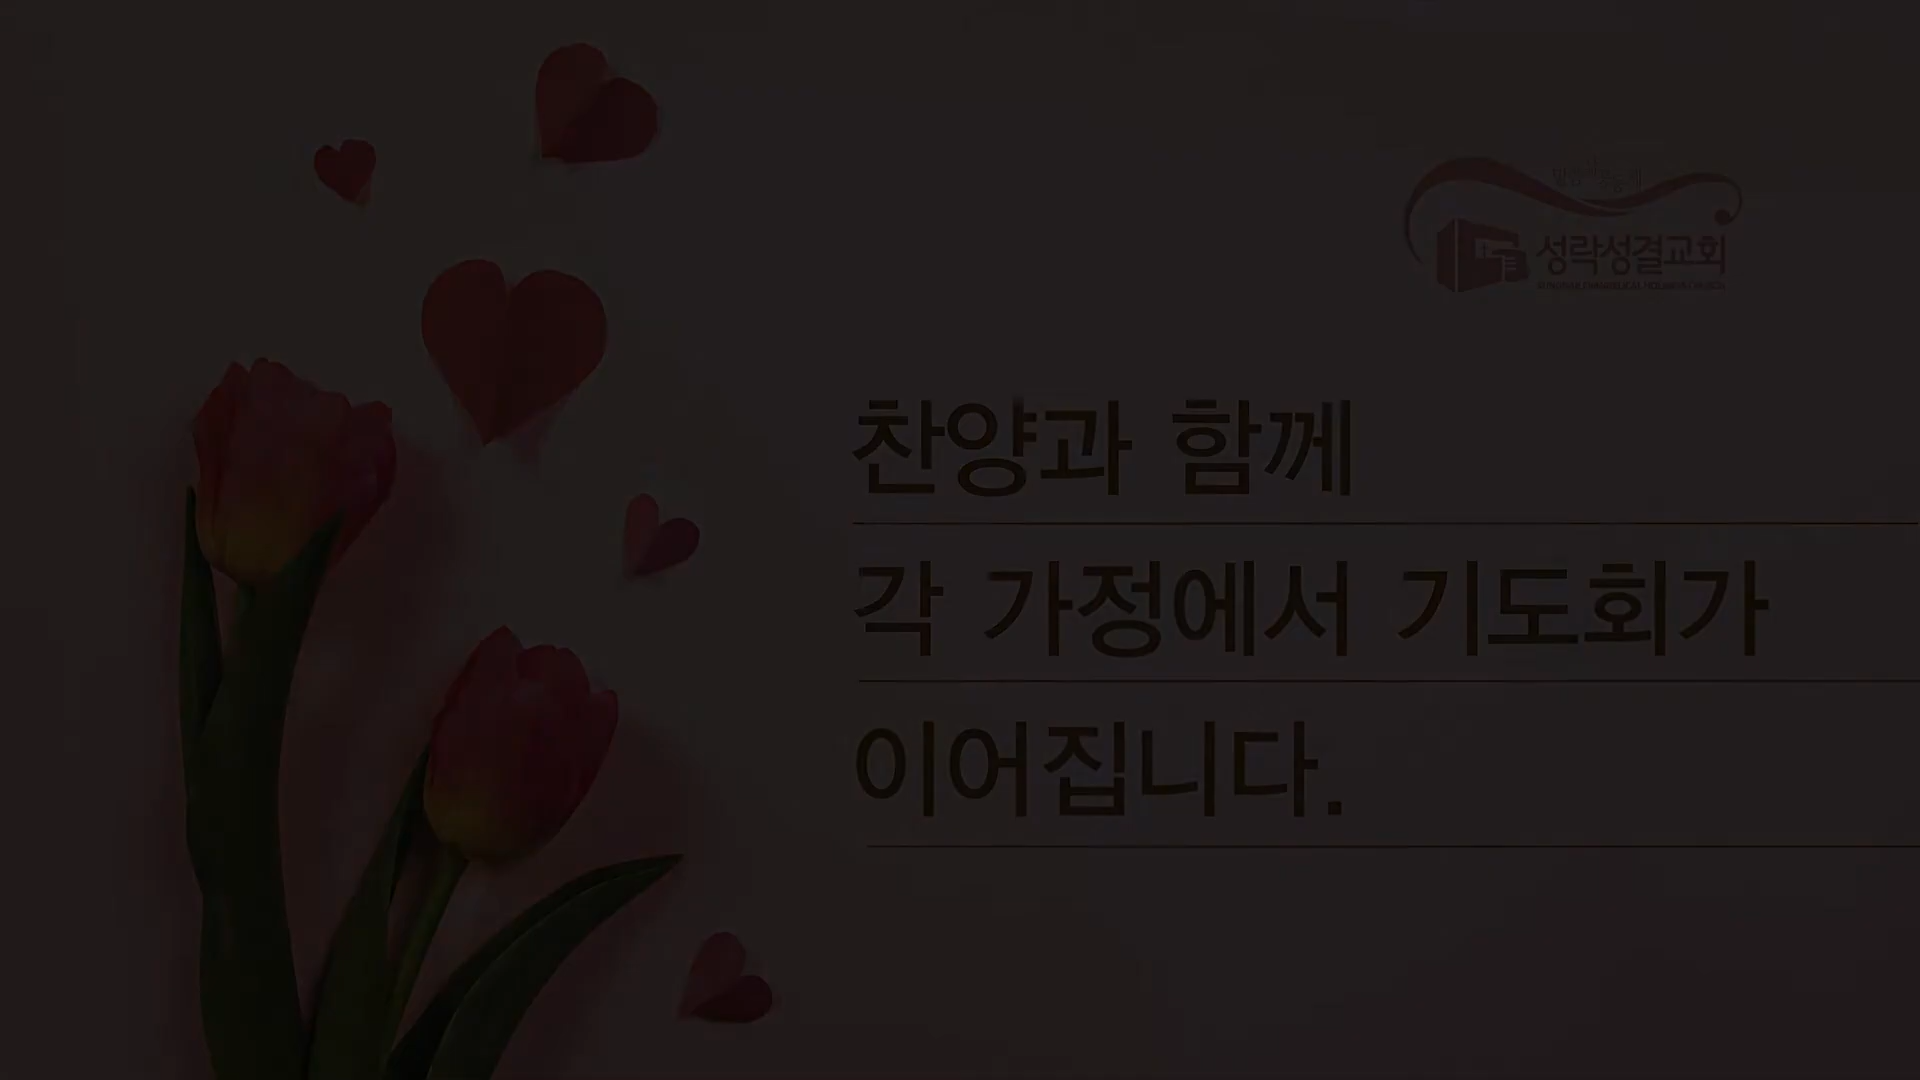 성락성결교회
찬양과 함께
각 가정에서 기도회가
이어집니다.